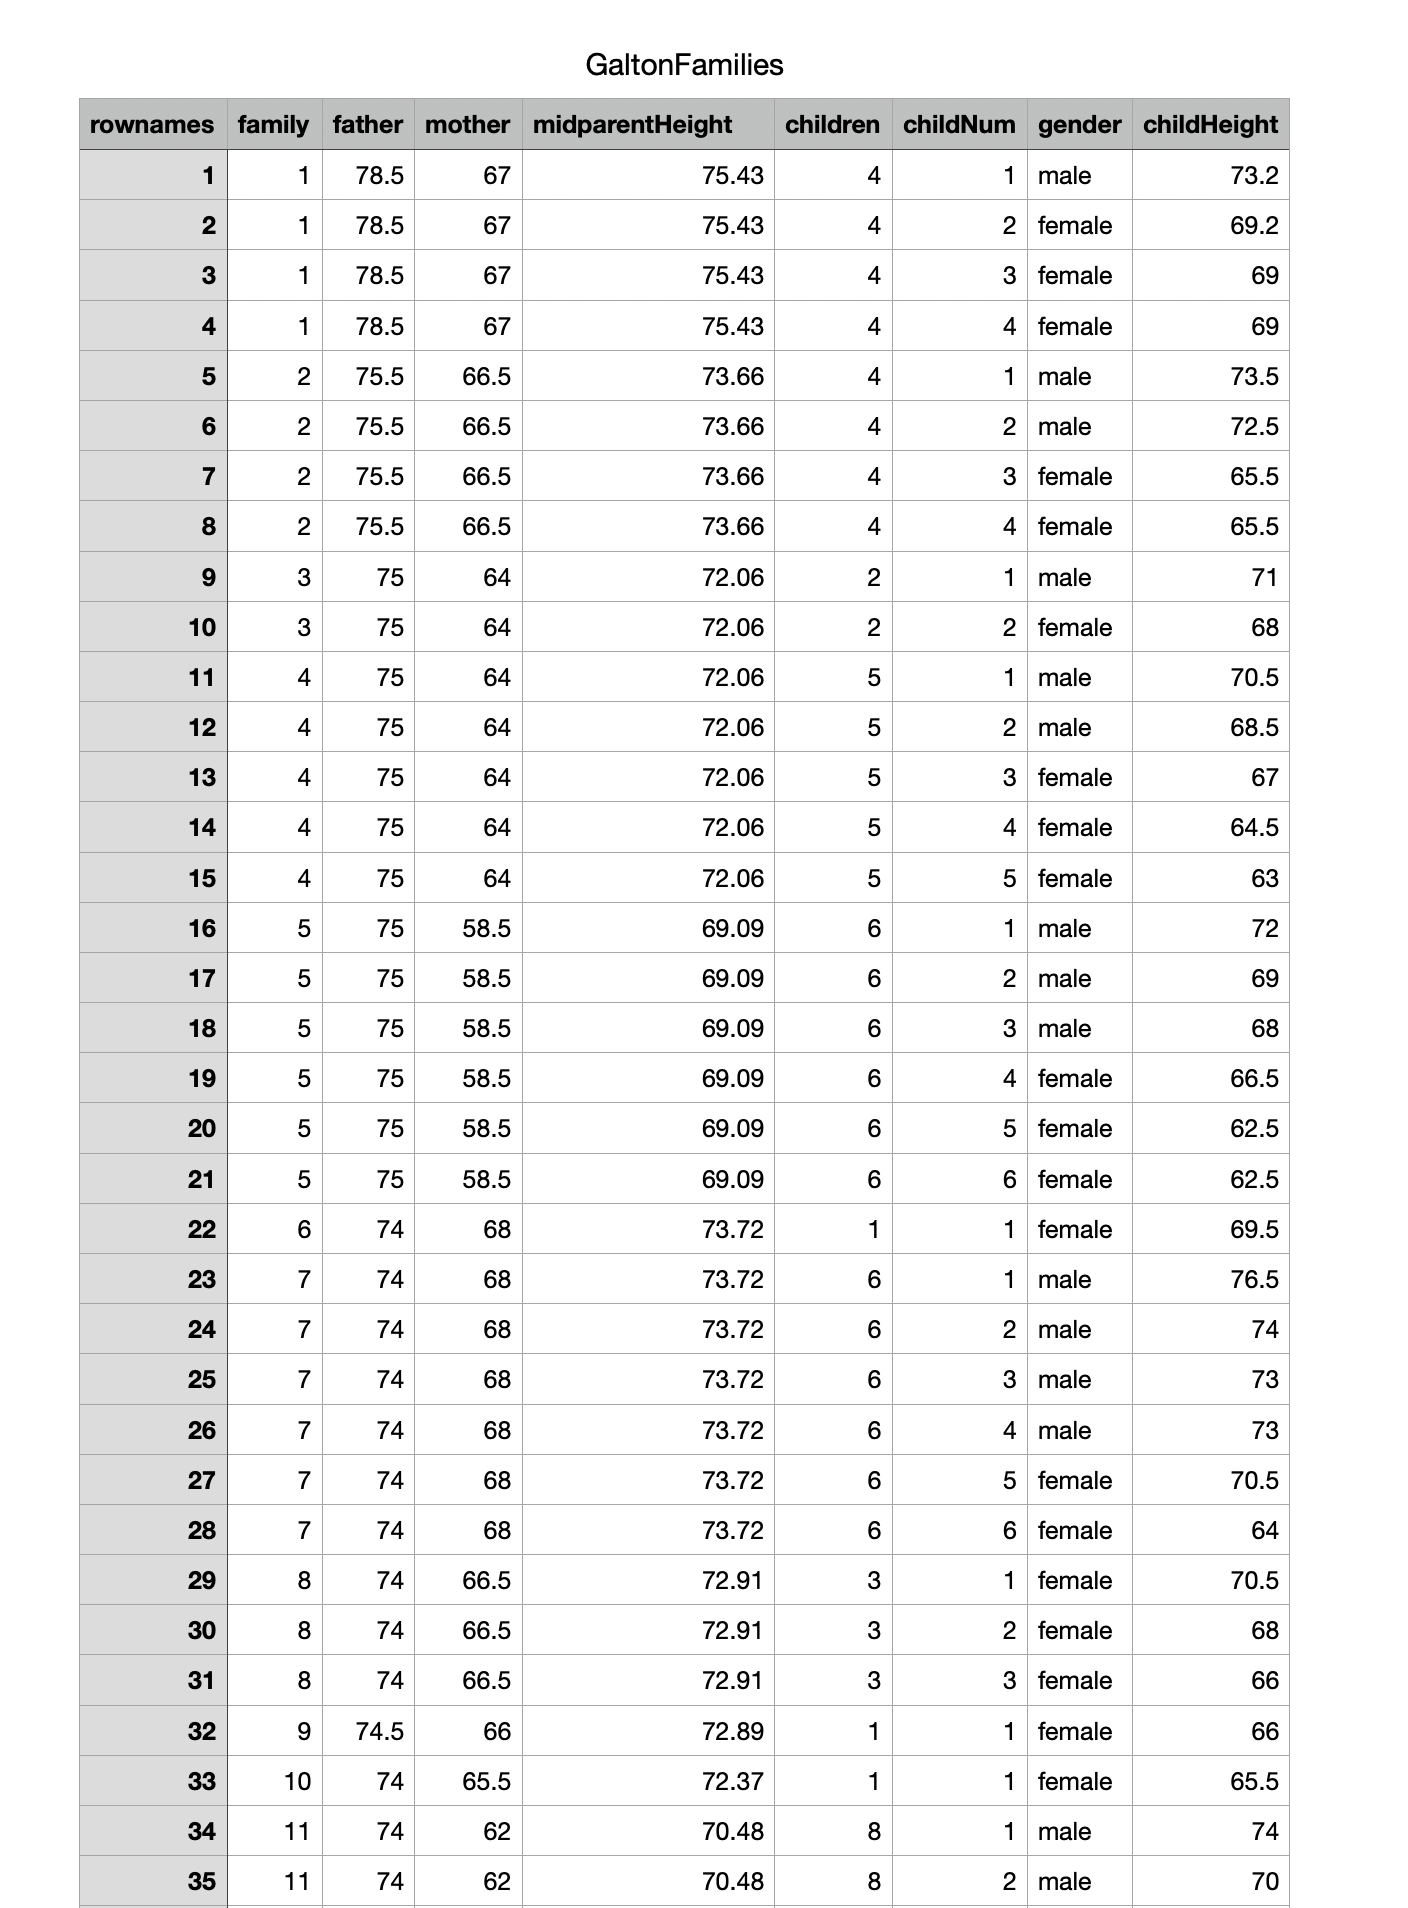 GaltonFamilies
rownames family father mother midparentHeight children childNum gender childHeight
1 1 78.5 67 75.43 4 1 male 73.2
2 1 78.5 67 75.43 4 2 female 69.2
3 1 78.5 67 75.43 4 3 female 69
4 1 78.5 67 75.43 4 4 female 69
5 2 75.5 66.5 73.66 4 1 male 73.5
6 2 75.5 66.5 73.66 4 2 male 72.5
7 2 75.5 66.5 73.66 4 3 female 65.5
8 2 75.5 66.5 73.66 4 4 female 65.5
9 3 75 64 72.06 2 1 male 71
10 3 75 64 72.06 2 2 female 68
11 4 75 64 72.06 5 1 male 70.5
12 4 75 64 72.06 5 2 male 68.5
13 4 75 64 72.06 5 3 female 67
14 4 75 64 72.06 5 4 female 64.5
15 4 75 64 72.06 5 5 female 63
16 5 75 58.5 69.09 6 1 male 72
17 5 75 58.5 69.09 6 2 male 69
18 5 75 58.5 69.09 6 3 male 68
19 5 75 58.5 69.09 6 4 female 66.5
20 5 75 58.5 69.09 6 5 female 62.5
21 5 75 58.5 69.09 6 6 female 62.5
22 6 74 68 73.72 1 1 female 69.5
23 7 74 68 73.72 6 1 male 76.5
24 7 74 68 73.72 6 2 male 74
25 7 74 68 73.72 6 3 male 73
26 7 74 68 73.72 6 4 male 73
27 7 74 68 73.72 6 5 female 70.5
28 7 74 68 73.72 6 6 female 64
29 8 74 66.5 72.91 3 1 female 70.5
30 8 74 66.5 72.91 3 2 female 68
31 8 74 66.5 72.91 3 3 female 66
32 9 74.5 66 72.89 1 1 female 66
33 10 74 65.5 72.37 1 1 female 65.5
34 11 74 62 70.48 8 1 male 74
35 11 74 62 70.48 8 2 male 70